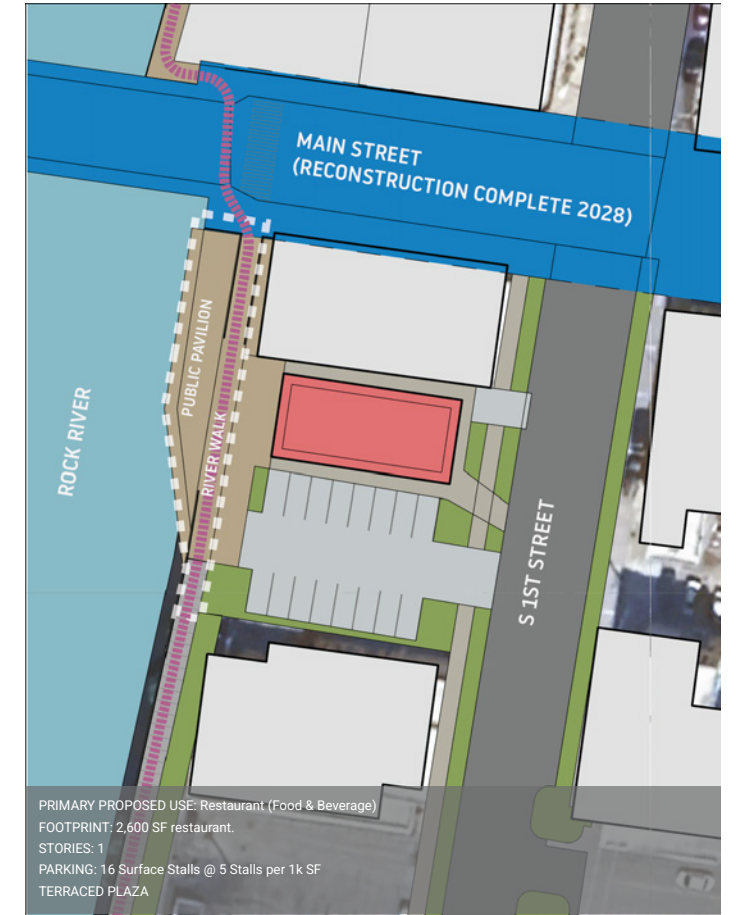 MAIN STREET
(RECONSTRUCTION COMPLETE 2028)
PUBLIC PAVILION
ROCK RIVER
RIVER WALK
S 1ST STREET
PRIMARY PROPOSED USE: Restaurant (Food & Beverage)
FOOTPRINT: 2,600 SF restaurant.
STORIES: 1
PARKING: 16 Surface Stalls @ 5 Stalls per 1k SF
TERRACED PLAZA